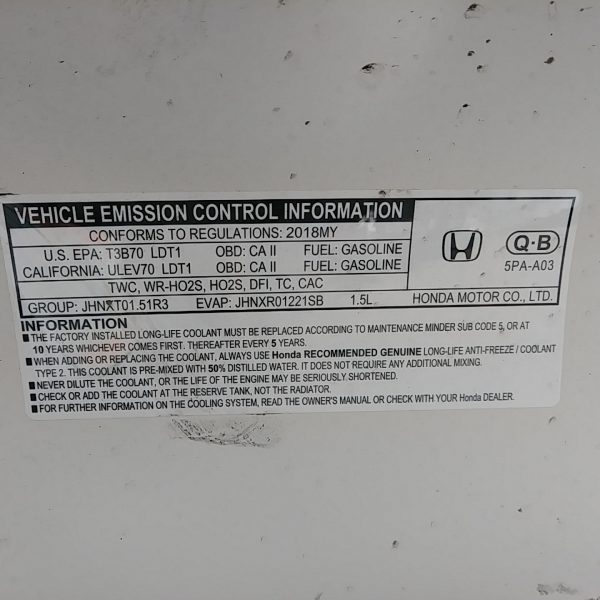 VEHICLE EMISSION CONTROL INFORMATION
CONFORMS TO REGULATIONS: 2018MY
U.S. EPA: T3B70 LDT1 OBD: CA II FUEL: GASOLINE
CALIFORNIA: ULEV70 LDT1 OBD: CA II FUEL: GASOLINE
TWC, WR-HO2S, HO2S, DFI, TC, CAC
GROUP: JHNXT01.51R3 EVAP: JHNXR01221SB 1.5L
Q-B
5PA-A03
HONDA MOTOR CO., LTD.
INFORMATION
■ THE FACTORY INSTALLED LONG-LIFE COOLANT MUST BE REPLACED ACCORDING TO MAINTENANCE MINDER SUB CODE 5, OR AT
10 YEARS WHICHEVER COMES FIRST. THEREAFTER EVERY 5 YEARS.
■ WHEN ADDING OR REPLACING THE COOLANT, ALWAYS USE Honda RECOMMENDED GENUINE LONG-LIFE ANTI-FREEZE / COOLANT
TYPE 2. THIS COOLANT IS PRE-MIXED WITH 50% DISTILLED WATER. IT DOES NOT REQUIRE ANY ADDITIONAL MIXING.
■ NEVER DILUTE THE COOLANT, OR THE LIFE OF THE ENGINE MAY BE SERIOUSLY SHORTENED.
■ CHECK OR ADD THE COOLANT AT THE RESERVE TANK, NOT THE RADIATOR.
■ FOR FURTHER INFORMATION ON THE COOLING SYSTEM, READ THE OWNER'S MANUAL OR CHECK WITH YOUR Honda DEALER.